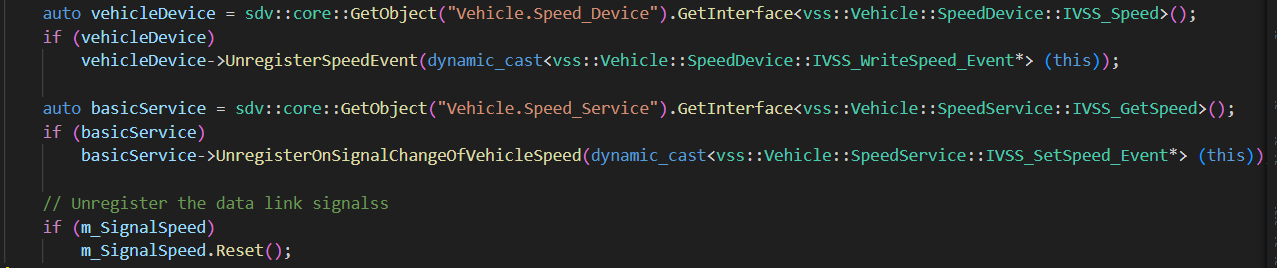 auto vehicleDevice = sdv::core::GetObject("Vehicle.Speed_Device").GetInterface<vss::Vehicle::SpeedDevice::IVSS_Speed>();
if (vehicleDevice)
vehicleDevice->UnregisterSpeedEvent(dynamic_cast<vss::Vehicle::SpeedDevice::IVSS_WriteSpeed_Event*> (this));
auto basicService = sdv::core::GetObject("Vehicle.Speed_Service").GetInterface<vss::Vehicle::SpeedService::IVSS_GetSpeed>();
if (basicService)
basicService->UnregisterOnSignalChangeOfVehicleSpeed(dynamic_cast<vss::Vehicle::SpeedService::IVSS_SetSpeed_Event*> (this))
// Unregister the data link signalss
if (m_SignalSpeed)
m_SignalSpeed.Reset();